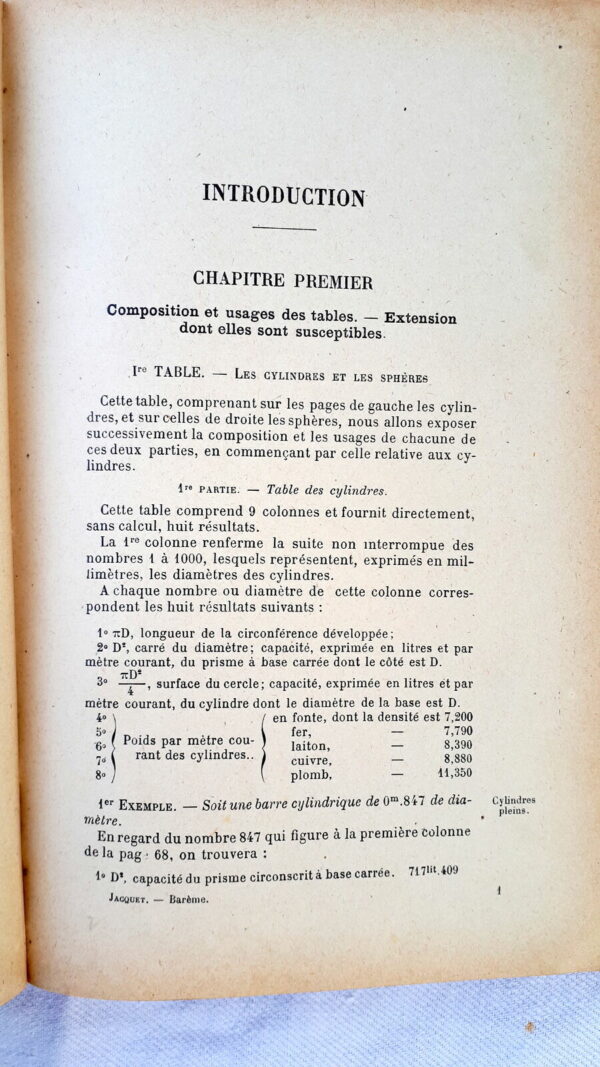 INTRODUCTION
CHAPITRE PREMIER
Composition et usages des tables. — Extension
dont elles sont susceptibles.
Ire TABLE. — Les cylindres et les sphères
Cette table, comprenant sur les pages de gauche les cylin-
dres, et sur celles de droite les sphères, nous allons exposer
successivement la composition et les usages de chacune de
ces deux parties, en commençant par celle relative aux cy-
lindres.
1re partie. — Table des cylindres.
Cette table comprend 9 colonnes et fournit directement,
sans calcul, huit résultats.
La 1re colonne renferme la suite non interrompue des
nombres 1 à 1000, lesquels représentent, exprimés en mil-
limètres, les diamètres des cylindres.
A chaque nombre ou diamètre de cette colonne corres-
pondent les huit résultats suivants :
1o πD, longueur de la circonférence développée;
2o D², carré du diamètre; capacité, exprimée en litres et par
mètre courant, du prisme à base carrée dont le côté est D.
3o πD²/4, surface du cercle; capacité, exprimée en litres et par
mètre courant, du cylindre dont le diamètre de la base est D.
4o en fonte, dont la densité est 7,200
5o fer, — 7,790
6o Poids par mètre cou- laiton, — 8,390
7o rant des cylindres.. cuivre, — 8,880
8o plomb, — 11,350
1er Exemple. — Soit une barre cylindrique de 0m.847 de dia-
mètre.
Cylindres
pleins.
En regard du nombre 847 qui figure à la première colonne
de la pag 68, on trouvera :
1o D², capacité du prisme circonscrit à base carrée. 717lit.409
Jacquet. — Barème.
1